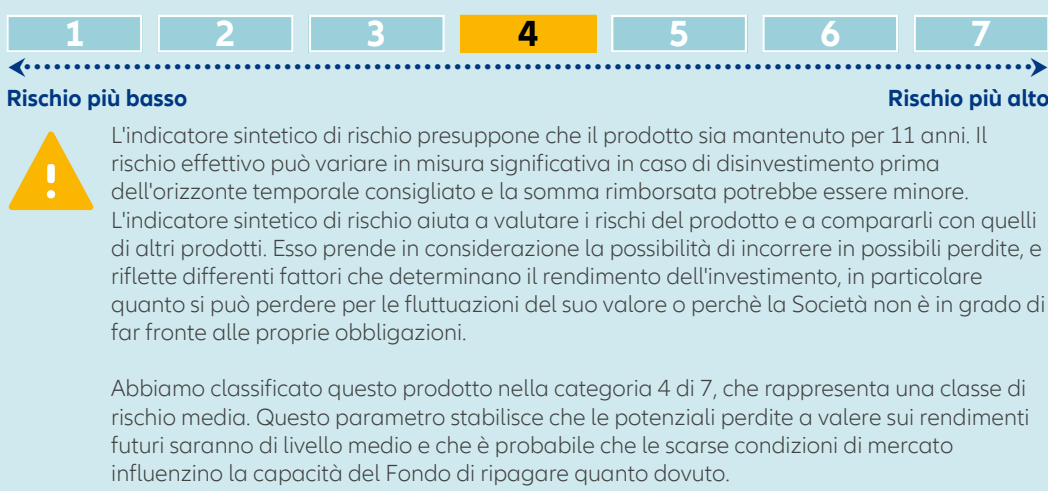 1 2 3 4 5 6 7
Rischio più basso Rischio più alto
L'indicatore sintetico di rischio presuppone che il prodotto sia mantenuto per 11 anni. Il
rischio effettivo può variare in misura significativa in caso di disinvestimento prima
dell'orizzonte temporale consigliato e la somma rimborsata potrebbe essere minore.
L'indicatore sintetico di rischio aiuta a valutare i rischi del prodotto e a compararli con quelli
di altri prodotti. Esso prende in considerazione la possibilità di incorrere in possibili perdite, e
riflette differenti fattori che determinano il rendimento dell'investimento, in particolare
quanto si può perdere per le fluttuazioni del suo valore o perchè la Società non è in grado di
far fronte alle proprie obbligazioni.
Abbiamo classificato questo prodotto nella categoria 4 di 7, che rappresenta una classe di
rischio media. Questo parametro stabilisce che le potenziali perdite a valere sui rendimenti
futuri saranno di livello medio e che è probabile che le scarse condizioni di mercato
influenzino la capacità del Fondo di ripagare quanto dovuto.